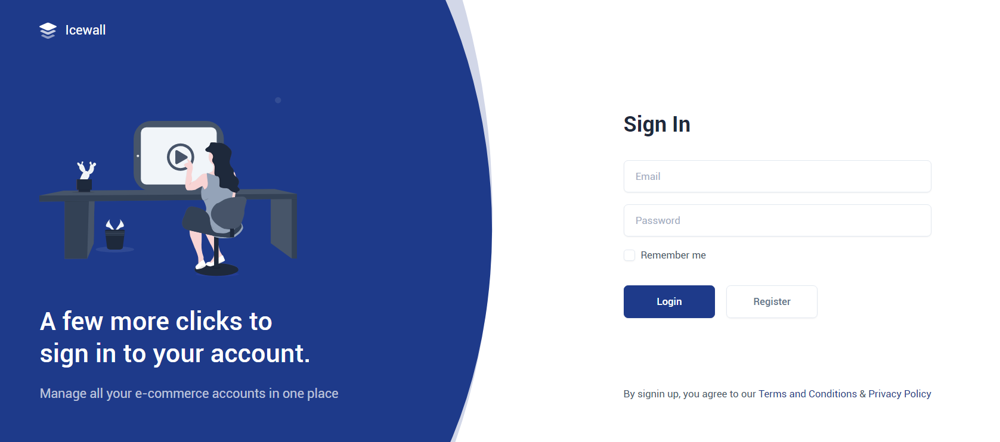 Icewall
A few more clicks to
sign in to your account.
Manage all your e-commerce accounts in one place
Sign In
Email
Password
Remember me
Login
Register
By signin up, you agree to our Terms and Conditions & Privacy Policy